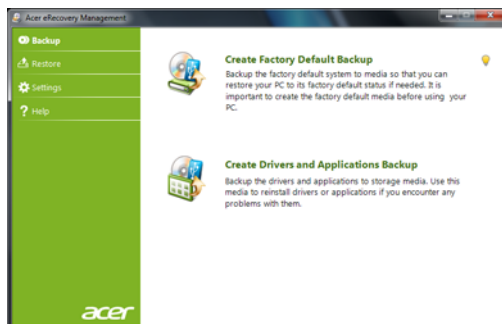 Acer eRecovery Management
Backup
Restore
Settings
Help
Create Factory Default Backup
Backup the factory default system to media so that you can
restore your PC to its factory default status if needed. It is
important to create the factory default media before using your
PC.
Create Drivers and Applications Backup
Backup the drivers and applications to storage media. Use this
media to reinstall drivers or applications if you encounter any
problems with them.
acer